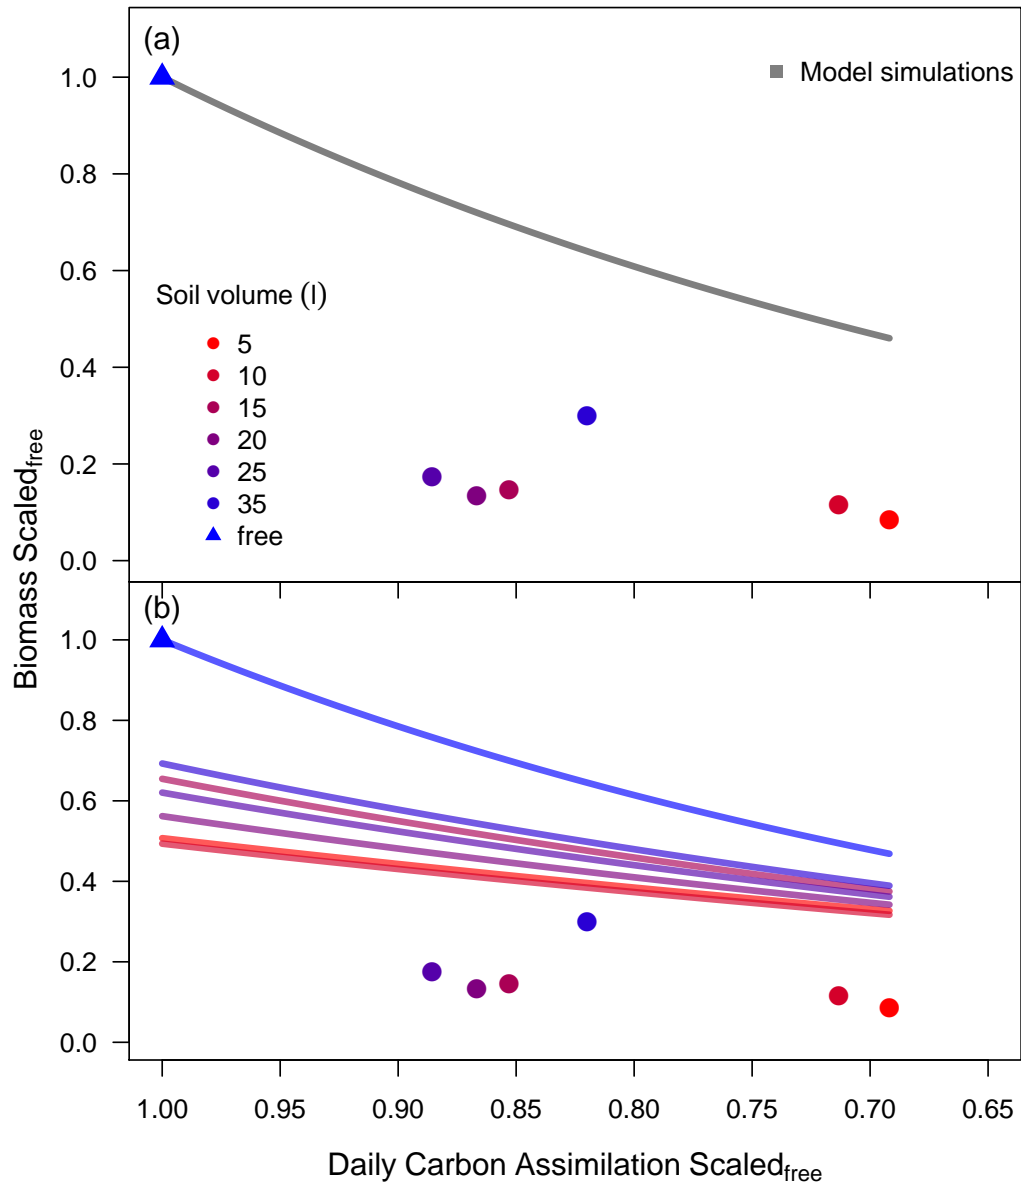 (a)
Model simulations
1.0
0.8
0.6
0.4
0.2
0.0
Soil volume (l)
5
10
15
20
25
35
free
Biomass Scaled_free
(b)
1.0
0.8
0.6
0.4
0.2
0.0
1.00 0.95 0.90 0.85 0.80 0.75 0.70 0.65
Daily Carbon Assimilation Scaled_free